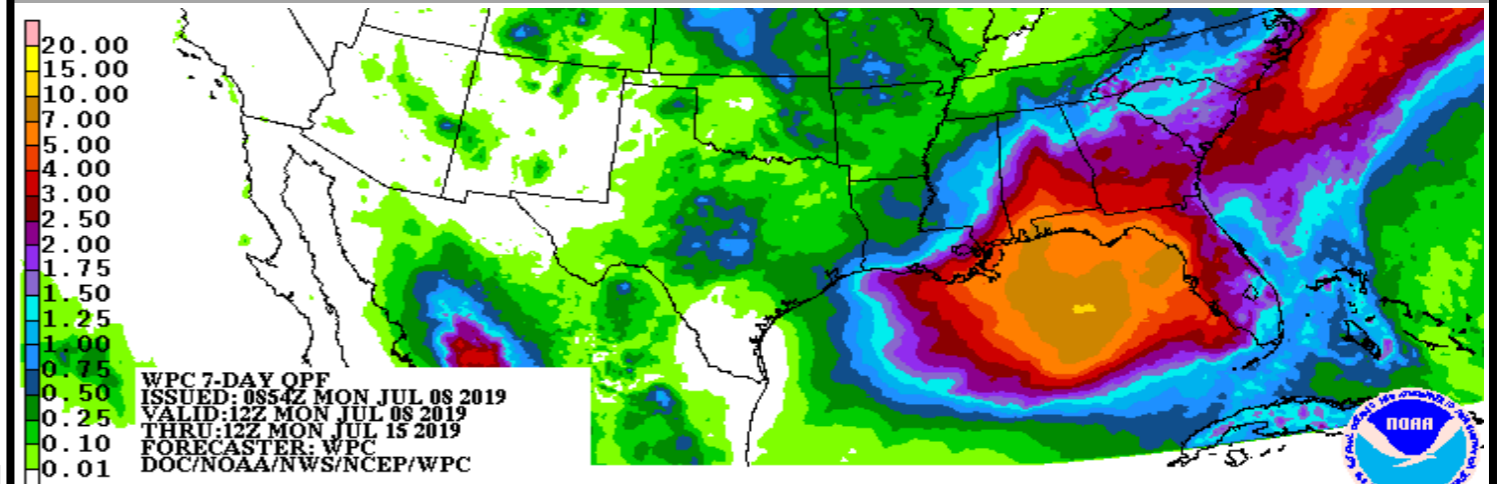 20.00
15.00
10.00
7.00
5.00
4.00
3.00
2.50
2.00
1.75
1.50
1.25
1.00
0.75
0.50
0.25
0.10
0.01
WPC 7-DAY QPF
ISSUED: 0854Z MON JUL 08 2019
VALID:12Z MON JUL 08 2019
THRU:12Z MON JUL 15 2019
FORECASTER: WPC
DOC/NOAA/NWS/NCEP/WPC
NOAA